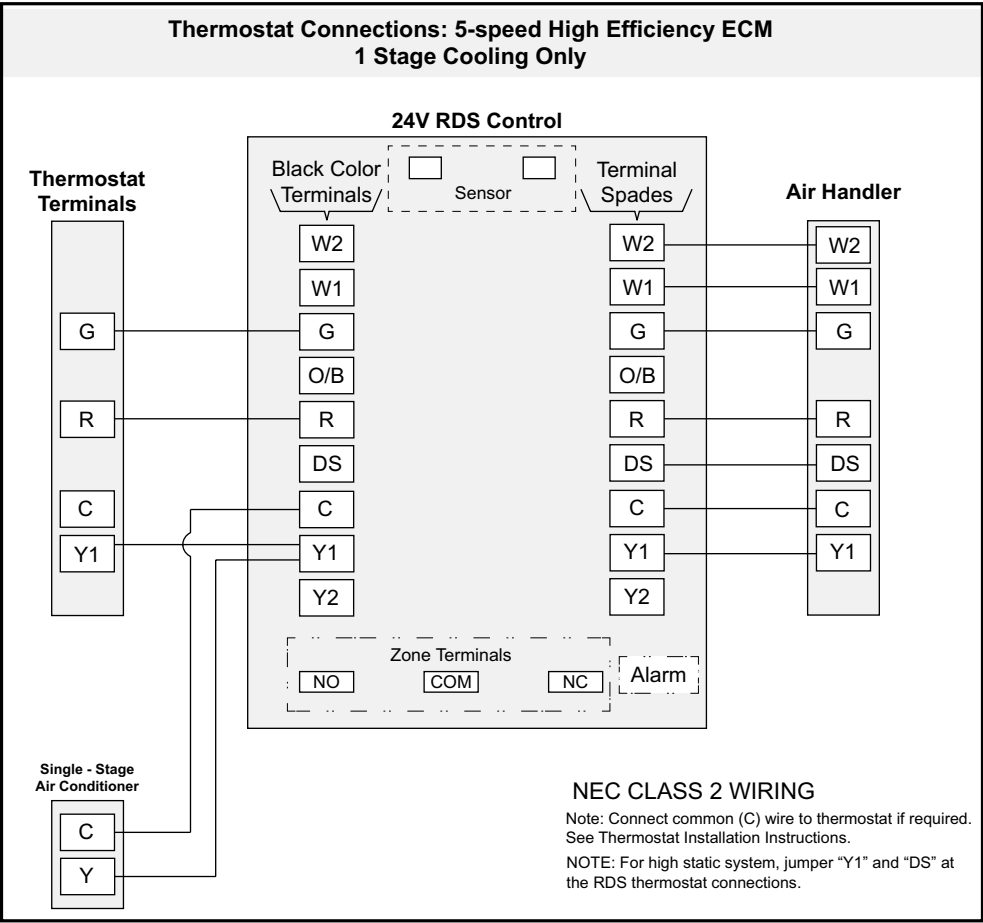 Thermostat Connections: 5-speed High Efficiency ECM
1 Stage Cooling Only
24V RDS Control
Thermostat
Terminals
Black Color
Terminals
Sensor
Terminal
Spades
Air Handler
W2
W2
W2
W1
W1
W1
G
G
G
G
O/B
O/B
R
R
R
R
DS
DS
DS
C
C
C
C
Y1
Y1
Y1
Y1
Y2
Y2
Zone Terminals
NO
COM
NC
Alarm
Single - Stage
Air Conditioner
C
Y
NEC CLASS 2 WIRING
Note: Connect common (C) wire to thermostat if required.
See Thermostat Installation Instructions.
NOTE: For high static system, jumper “Y1” and “DS” at
the RDS thermostat connections.